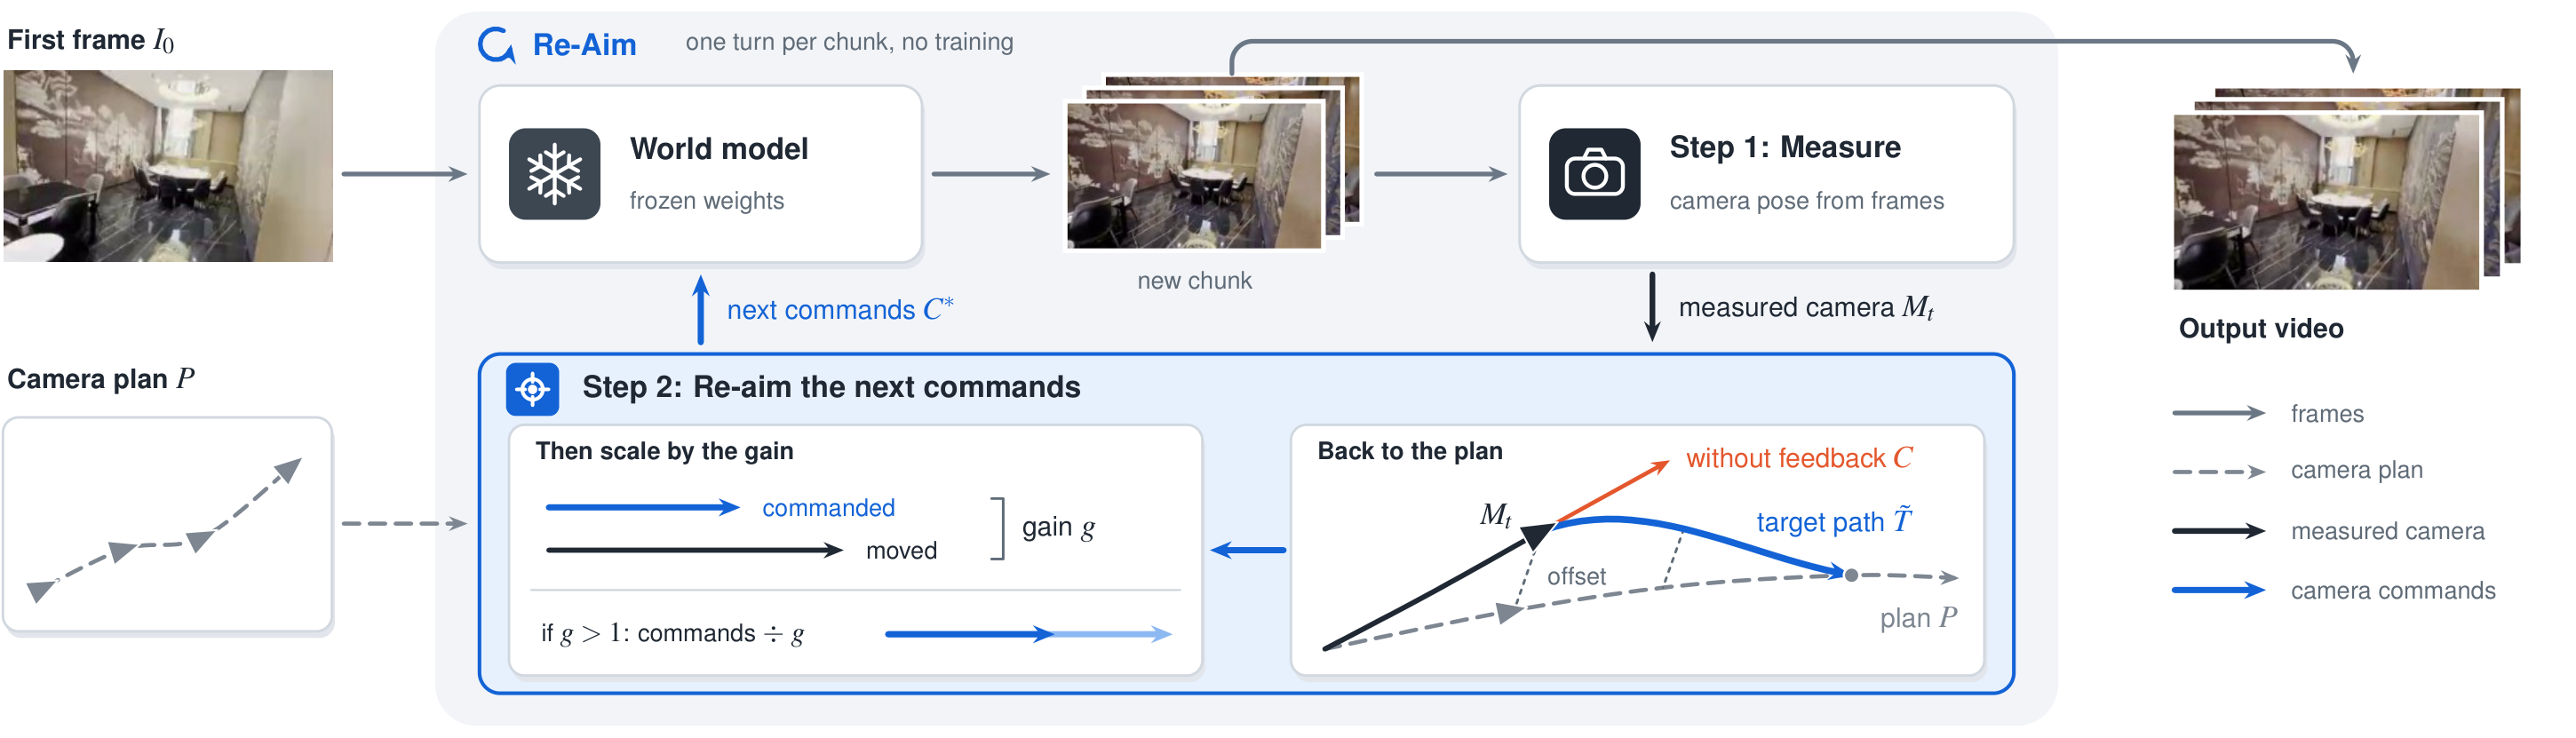 First frame I₀
Re-Aim
one turn per chunk, no training
World model
frozen weights
new chunk
Step 1: Measure
camera pose from frames
next commands C*
measured camera Mₜ
Output video
Camera plan P
Step 2: Re-aim the next commands
Then scale by the gain
commanded
moved
gain g
if g > 1: commands ÷ g
Back to the plan
without feedback C
Mₜ
target path T̃
offset
plan P
frames
camera plan
measured camera
camera commands